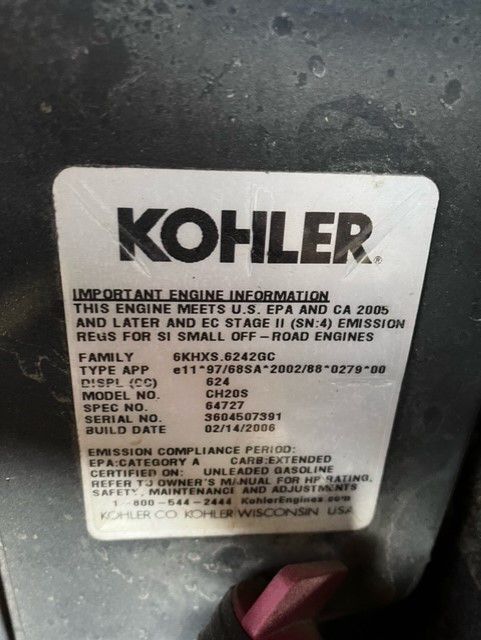 KOHLER®
IMPORTANT ENGINE INFORMATION
THIS ENGINE MEETS U.S. EPA AND CA 2005
AND LATER AND EC STAGE II (SN:4) EMISSION
REGS FOR SI SMALL OFF-ROAD ENGINES
FAMILY 6KHXS.6242GC
TYPE APP e11*97/68SA*2002/88*0279*00
DISPL (CC) 624
MODEL NO. CH20S
SPEC NO. 64727
SERIAL NO. 3604507391
BUILD DATE 02/14/2006
EMISSION COMPLIANCE PERIOD:
EPA:CATEGORY A CARB:EXTENDED
CERTIFIED ON: UNLEADED GASOLINE
REFER TO OWNER'S MANUAL FOR HP RATING,
SAFETY, MAINTENANCE AND ADJUSTMENTS
1-800-544-2444 KohlerEngines.com
KOHLER CO. KOHLER WISCONSIN USA